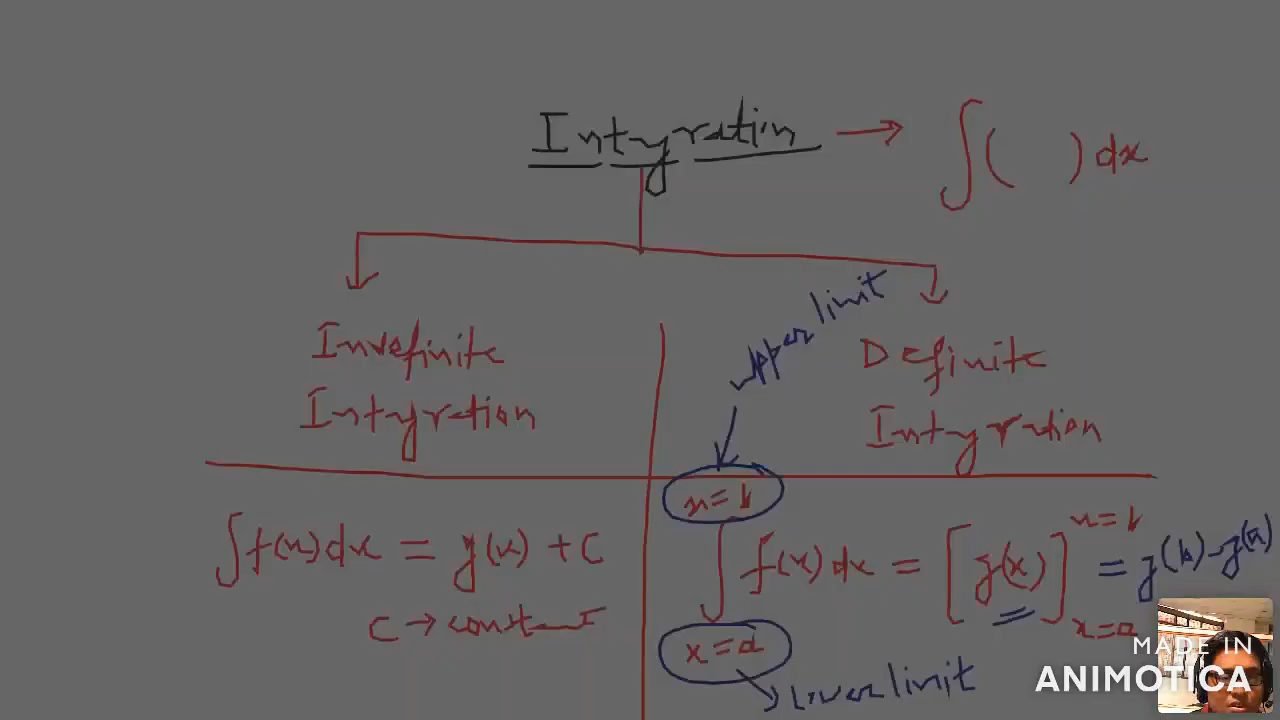 Integration → ∫( ) dx
Indefinite
Integration
upper limit
Definite
Integration
x=b
∫f(x)dx = g(x) + C
C → constant
∫ f(x) dx = [g(x)] x=b x=a = g(b)-g(a)
x=a
Lower limit
MADE IN
ANIMOTICA